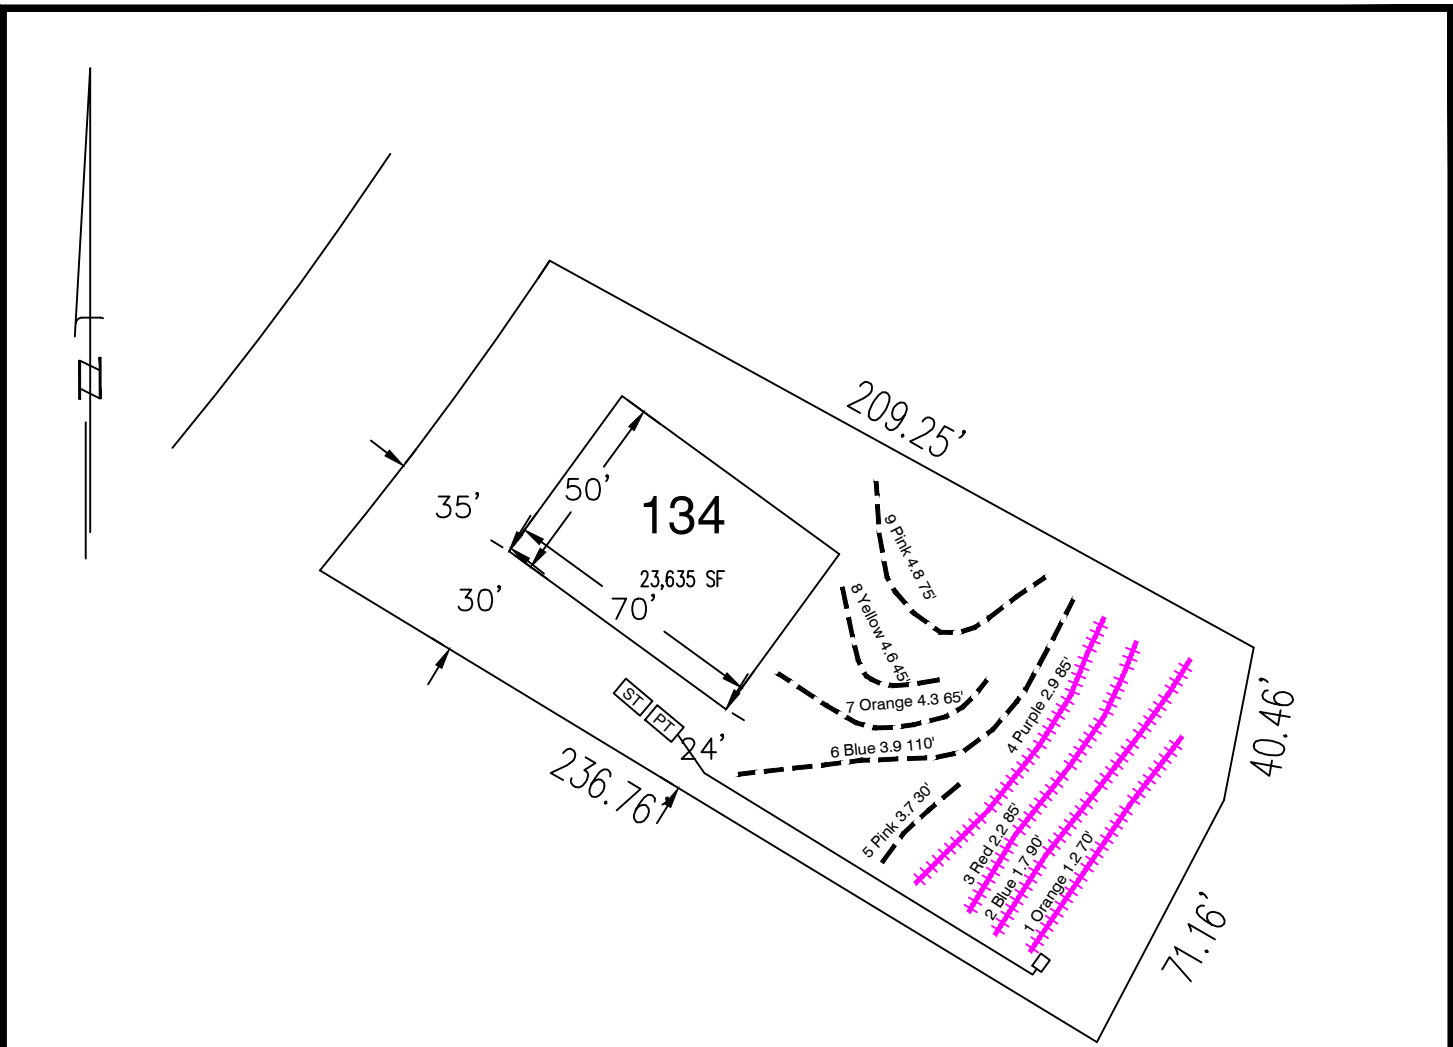 N
209.25'
50'
134
35'
23,635 SF
30'
70'
9 Pink 4.8 75'
8 Yellow 4.6 45'
7 Orange 4.3 65'
6 Blue 3.9 110'
5 Pink 3.7 30'
4 Purple 2.9 85'
3 Red 2.2 85'
2 Blue 1.7 90'
1 Orange 1.2 70'
ST
PT
24'
236.76'
40.46'
71.16'